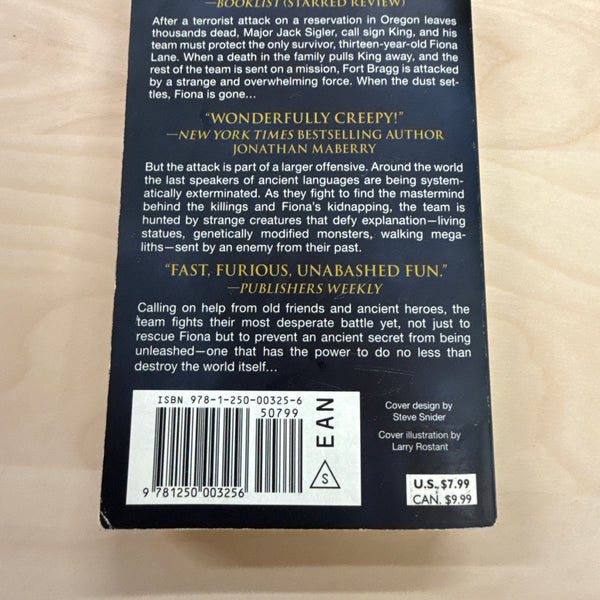 —BOOKLIST (STARRED REVIEW)
After a terrorist attack on a reservation in Oregon leaves
thousands dead, Major Jack Sigler, call sign King, and his
team must protect the only survivor, thirteen-year-old Fiona
Lane. When a death in the family pulls King away, and the
rest of the team is sent on a mission, Fort Bragg is attacked
by a strange and overwhelming force. When the dust set-
tles, Fiona is gone...
"WONDERFULLY CREEPY!"
—NEW YORK TIMES BESTSELLING AUTHOR
JONATHAN MABERRY
But the attack is part of a larger offensive. Around the world
the last speakers of ancient languages are being system-
atically exterminated. As they fight to find the mastermind
behind the killings and Fiona's kidnapping, the team is
hunted by strange creatures that defy explanation—living
statues, genetically modified monsters, walking mega-
liths—sent by an enemy from their past.
"FAST, FURIOUS, UNABASHED FUN."
—PUBLISHERS WEEKLY
Calling on help from old friends and ancient heroes, the
team fights their most desperate battle yet, not just to
rescue Fiona but to prevent an ancient secret from being
unleashed—one that has the power to do no less than
destroy the world itself...
ISBN 978-1-250-00325-6
50799
EAN
S
9 781250 003256
Cover design by
Steve Snider
Cover illustration by
Larry Rostant
U.S. $7.99
CAN. $9.99